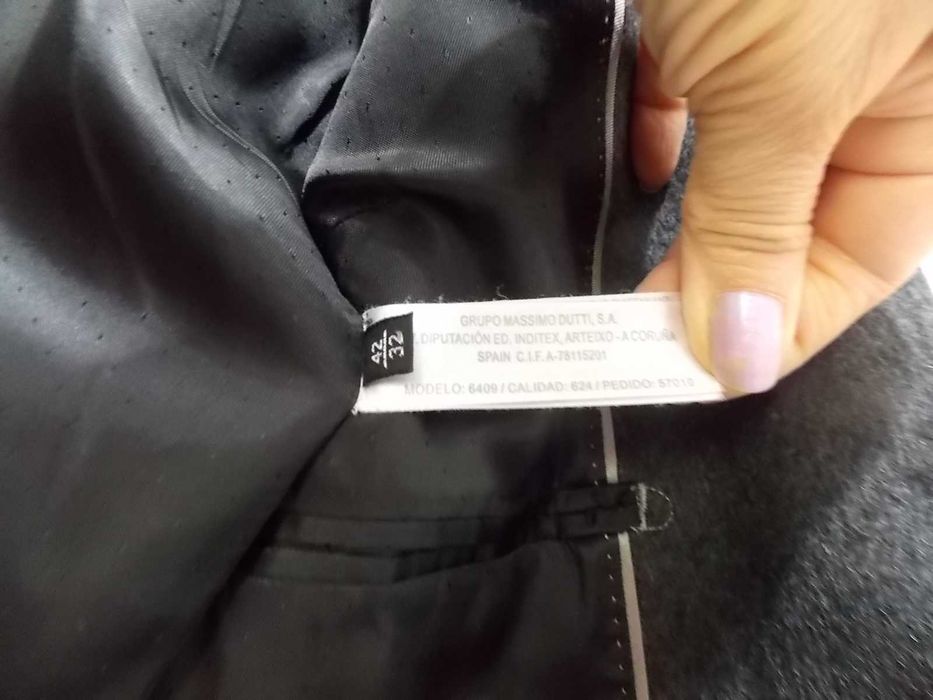 42
32
GRUPO MASSIMO DUTTI, S.A.
DIPUTACIÓN ED. INDITEX, ARTEIXO - A CORUÑA
SPAIN C.I.F. A-78115201
MODELO: 6409 / CALIDAD: 624 / PEDIDO: 57010